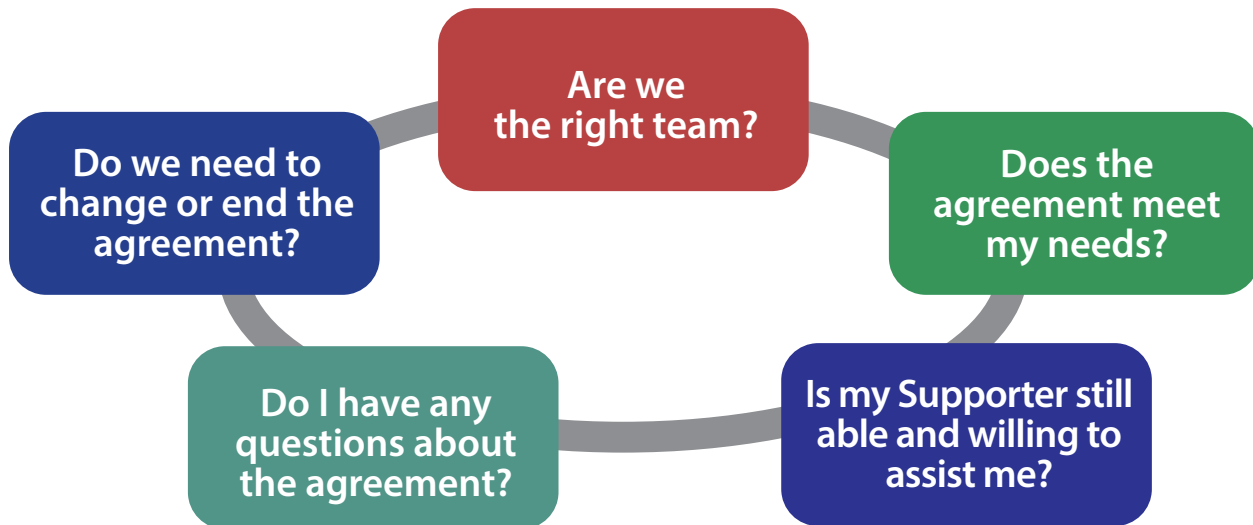 Are we
the right team?
Does the
agreement meet
my needs?
Is my Supporter still
able and willing to
assist me?
Do I have any
questions about
the agreement?
Do we need to
change or end the
agreement?